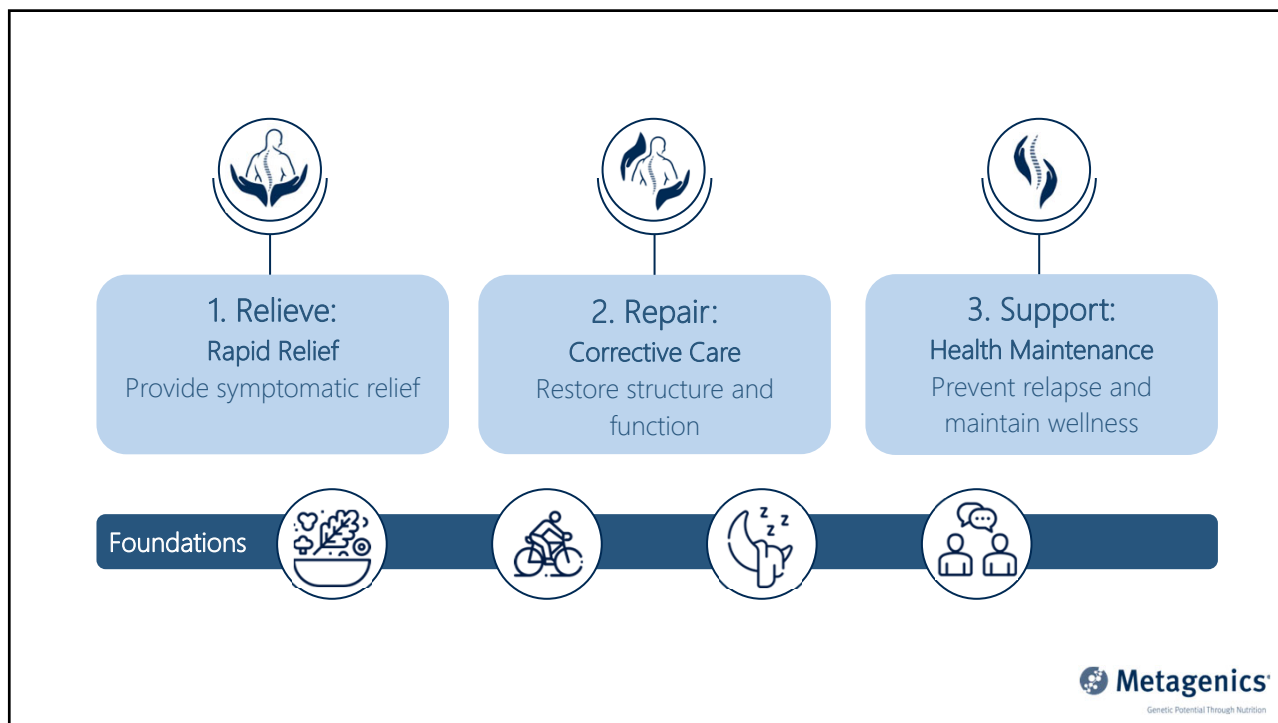 1. Relieve:
Rapid Relief
Provide symptomatic relief
2. Repair:
Corrective Care
Restore structure and
function
3. Support:
Health Maintenance
Prevent relapse and
maintain wellness
Foundations
z z
z z
Metagenics
Genetic Potential Through Nutrition